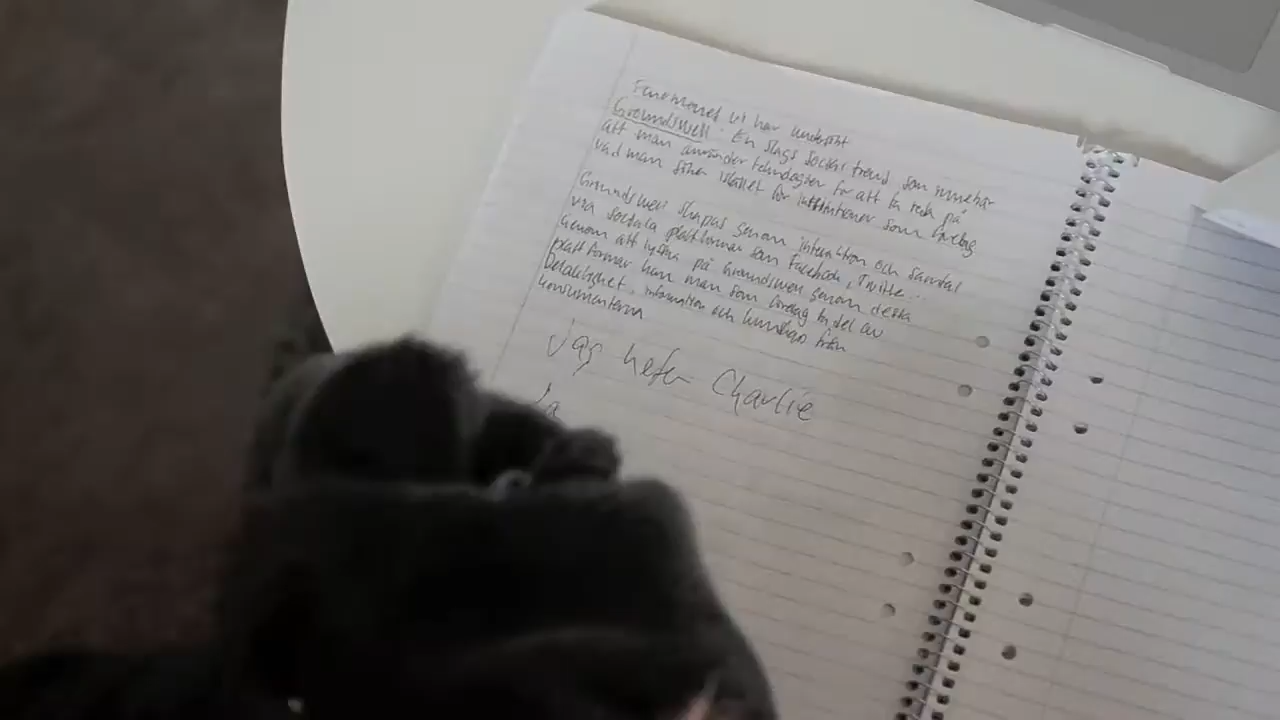 Fenomenet vi har undersökt
Groundswell. En slags social trend som innebär
att man använder teknologier för att ta reda på
vad man söker istället för institutioner som företag
Groundswell skapas genom interaktion och samtal
via sociala plattformar som Facebook, Twitter...
Genom att lyssna på Groundswell genom dessa
plattformar kan man som företag ta del av
information och kunskap från
konsumenterna
Jag heter Charlie
Ja